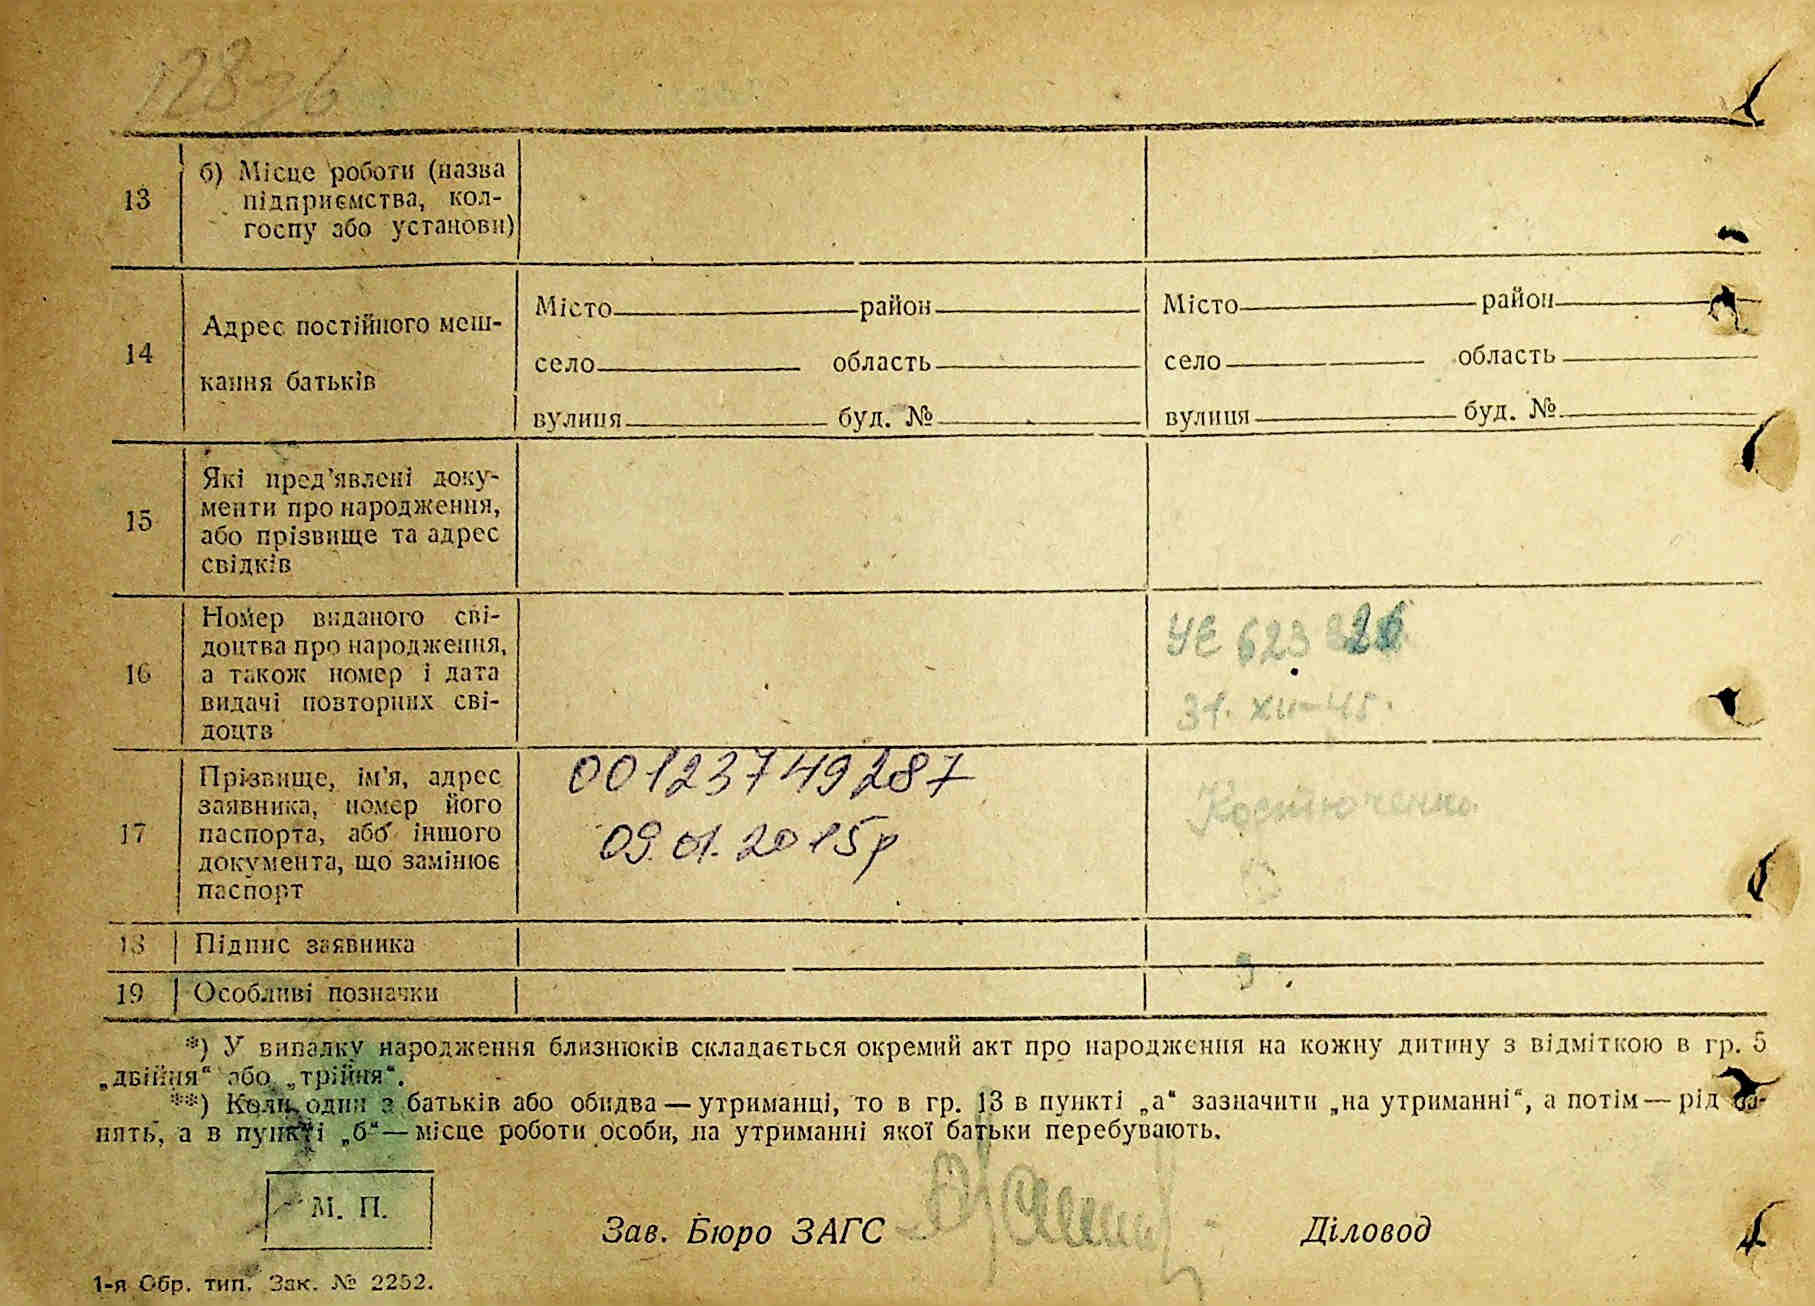 13
б) Місце роботи (назва
підприємства, кол-
госпу або установи)
14
Адрес постійного меш-
кання батьків
Місто район
село область
вулиця буд. №
Місто район
село область
вулиця буд. №
15
Які пред'явлені доку-
менти про народження,
або прізвище та адрес
свідків
16
Номер виданого сві-
доцтва про народження,
а також номер і дата
видачі повторних сві-
доцтв
УЕ 623
31. XII-45.
17
Прізвище, ім'я, адрес
заявника, номер його
паспорта, або іншого
документа, що замінює
паспорт
00123749287
09.01.2015р
Костюченко
18 Підпис заявника
19 Особливі позначки
*) У випадку народження близнюків складається окремий акт про народження на кожну дитину з відміткою в гр. 5
„двійня“ або „трійня“.
**) Коли один з батьків або обидва — утриманці, то в гр. 13 в пункті „а“ зазначити „на утриманні“, а потім — рід за-
нять, а в пункті „б“ — місце роботи особи, на утриманні якої батьки перебувають.
М. П.
Зав. Бюро ЗАГС
Діловод
1-я Обр. тип. Зак. № 2252.